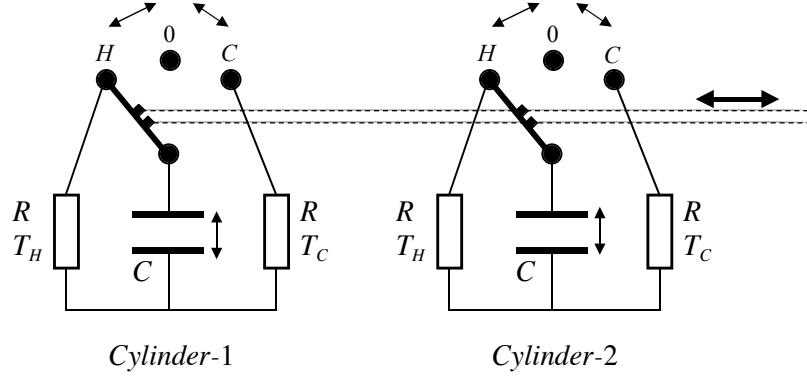 0 0
H C H C
R R R R
T_H T_C T_H T_C
C C
Cylinder-1 Cylinder-2